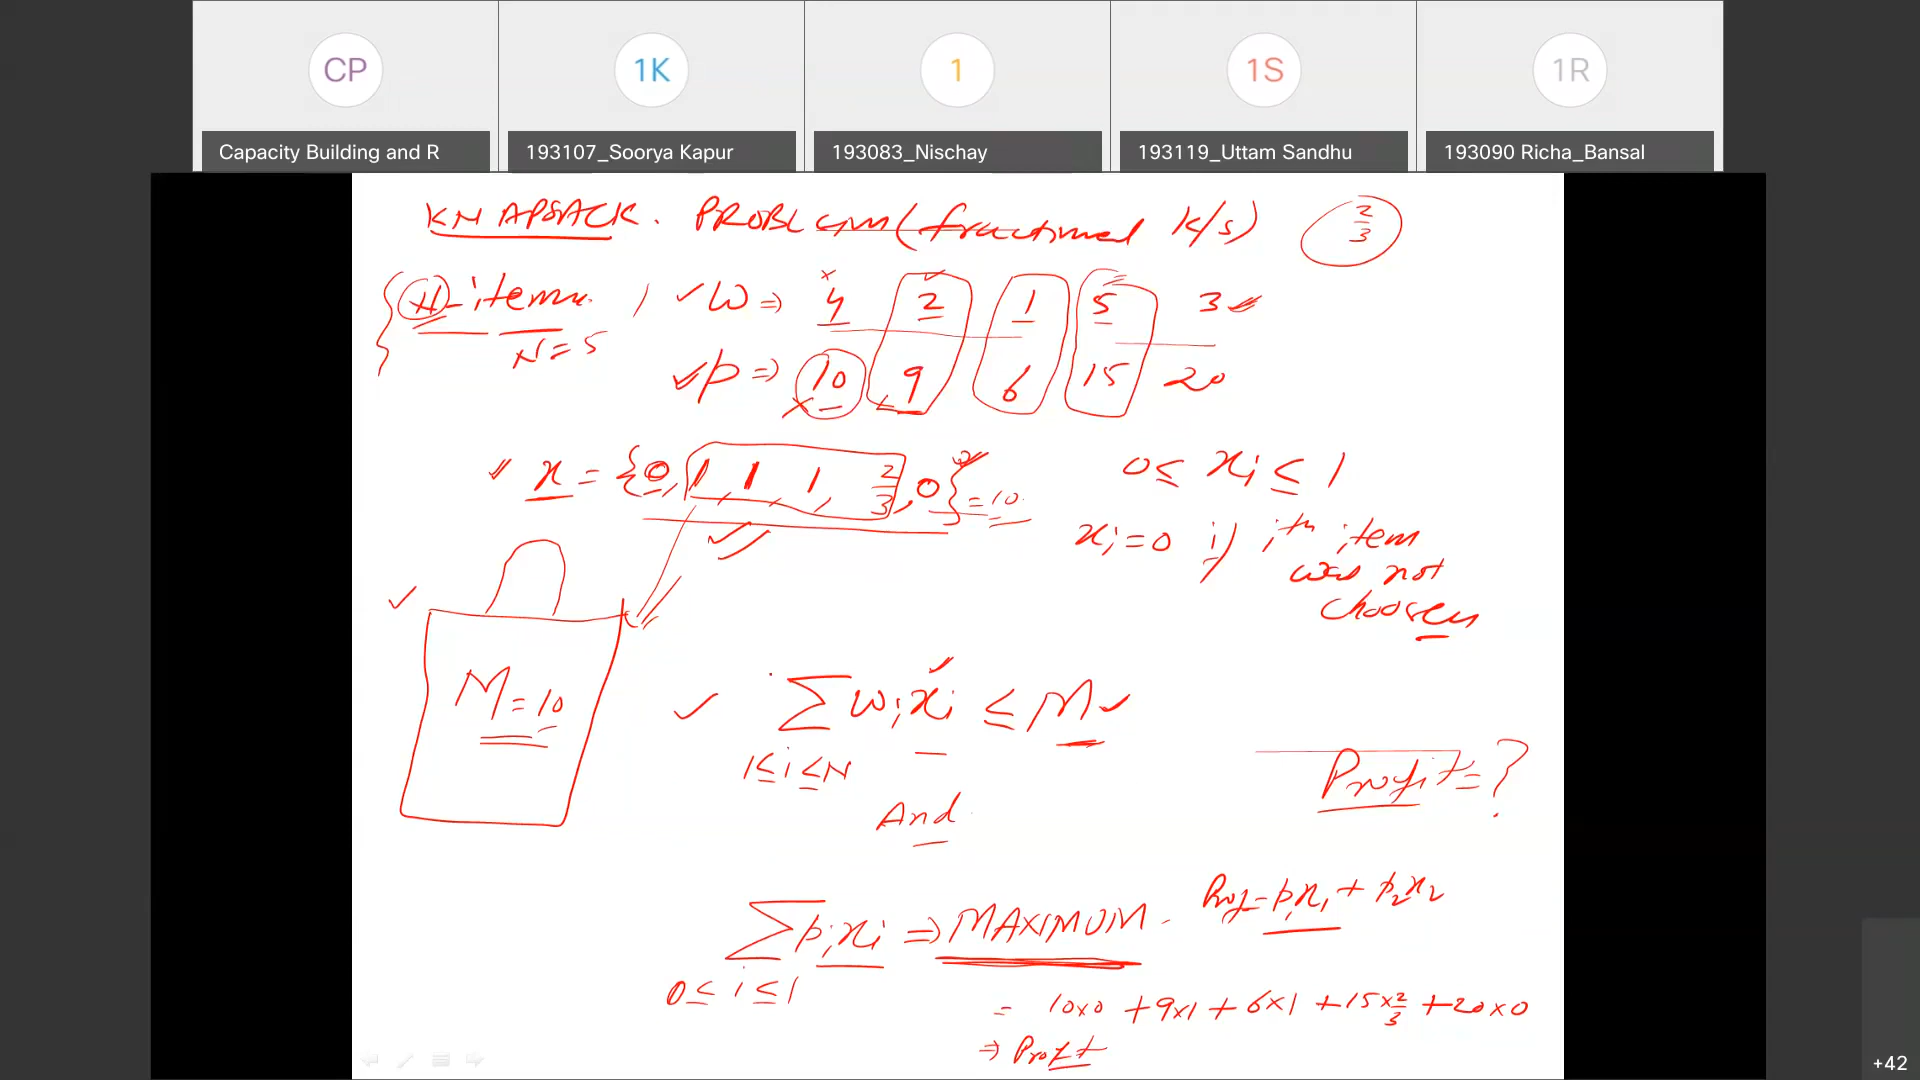 CP
1K
1
1S
1R
Capacity Building and R
193107_Soorya Kapur
193083_Nischay
193119_Uttam Sandhu
193090 Richa_Bansal
KNAPSACK. PROBLEM (fractional K/S) 2/3
N-items / W ⇒ 4 2 1 5 3
N=5
p ⇒ 10 9 6 15 20
x = {0, 1, 1, 1, 2/3, 0} = 10
0 ≤ xi ≤ 1
xi=0 if ith item
was not
choosen
M=10
∑ wixi ≤ M
1≤i≤N
And
Profit=?
∑pixi ⇒ MAXIMUM
Prof=p1x1+p2x2
0≤i≤1
= 10x0 + 9x1 + 6x1 + 15x2/3 + 20x0
⇒ Profit
+42